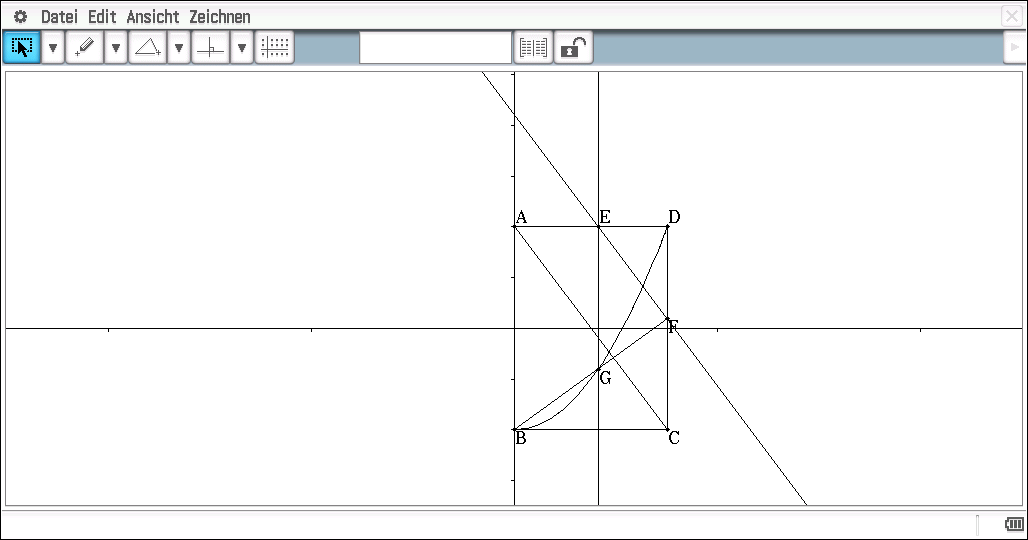 Datei Edit Ansicht Zeichnen
A E D
F
G
B C